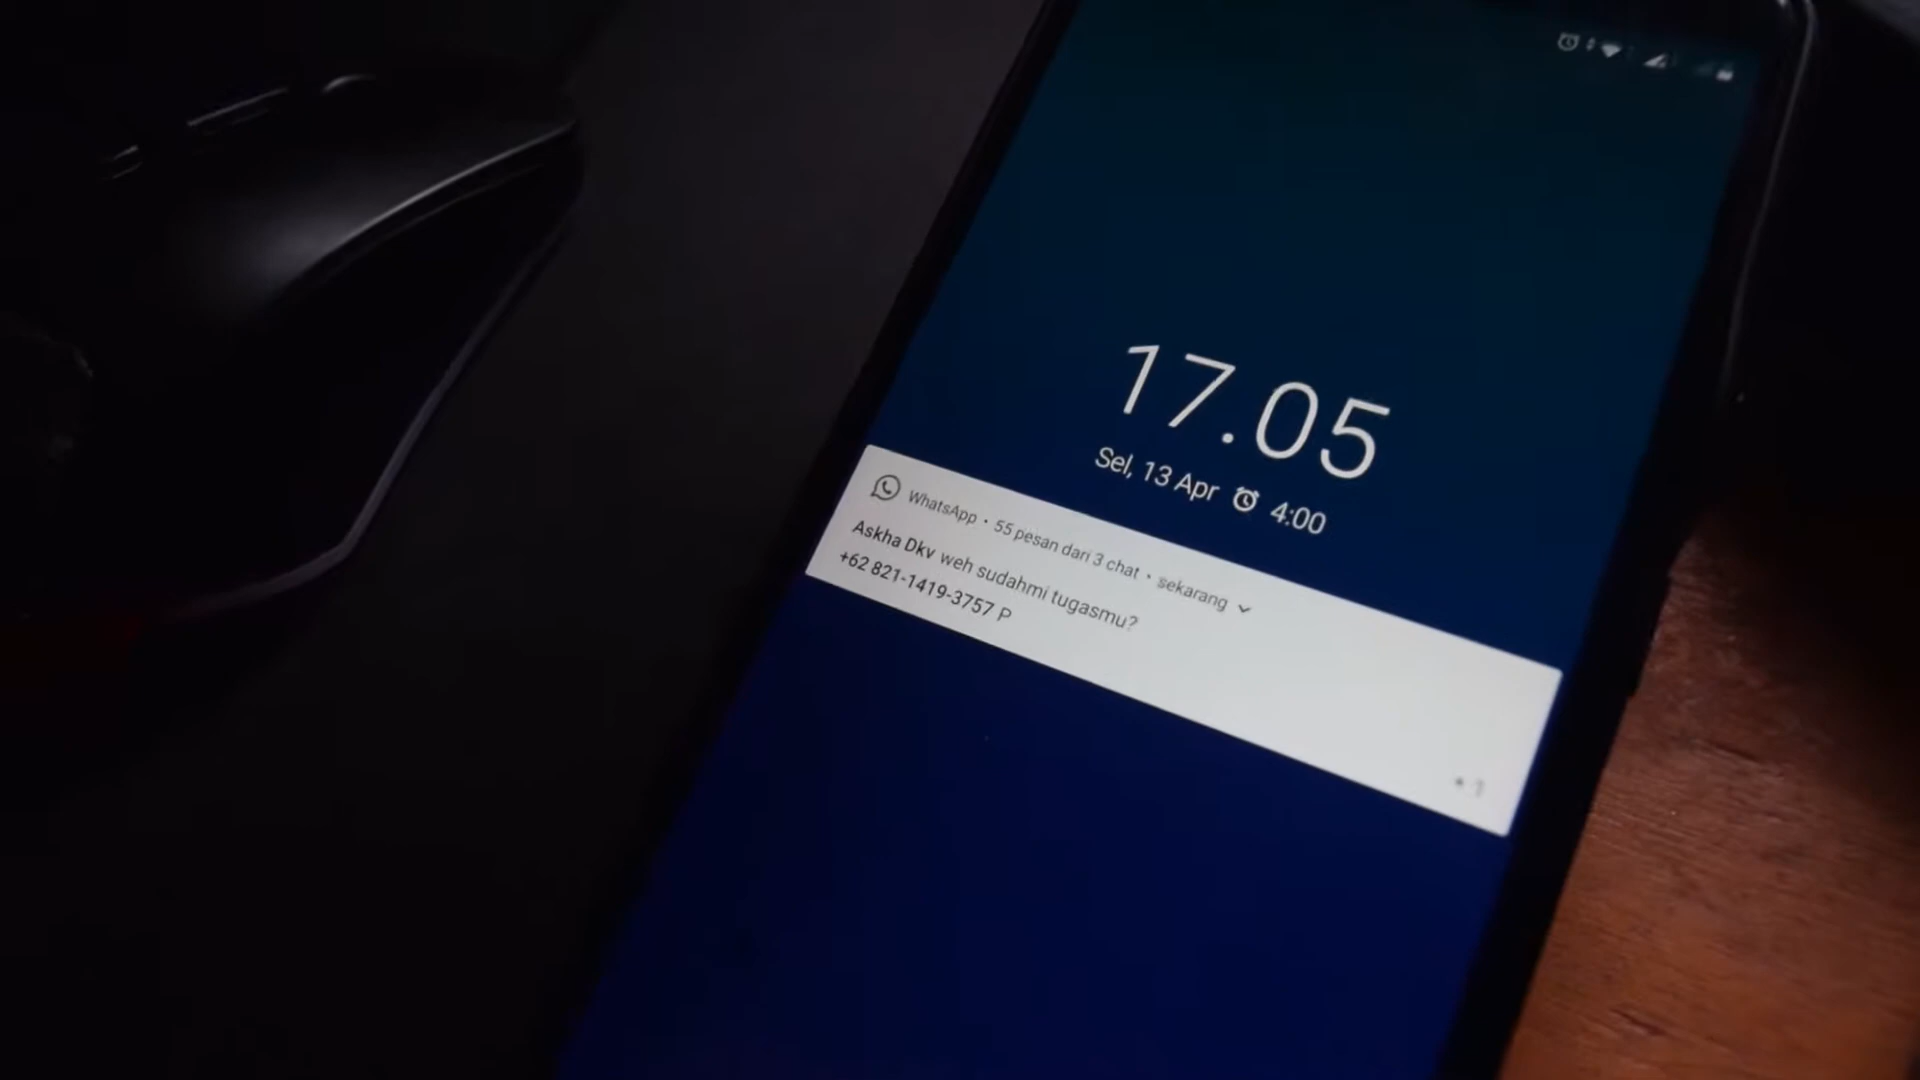 17.05
Sel, 13 Apr 4:00
WhatsApp • 55 pesan dari 3 chat • sekarang
Askha Dkv weh sudahmi tugasmu?
+62 821-1419-3757 P